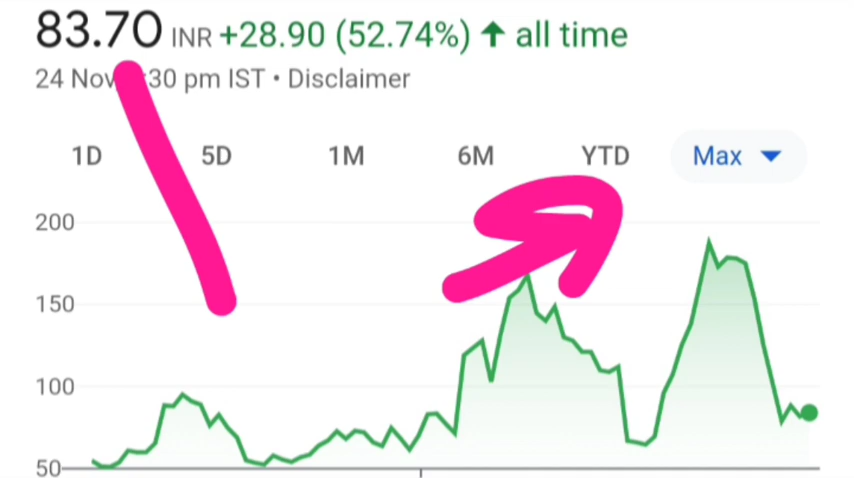 83.70 INR +28.90 (52.74%) ↑ all time
24 Nov, :30 pm IST • Disclaimer
1D 5D 1M 6M YTD Max
200
150
100
50